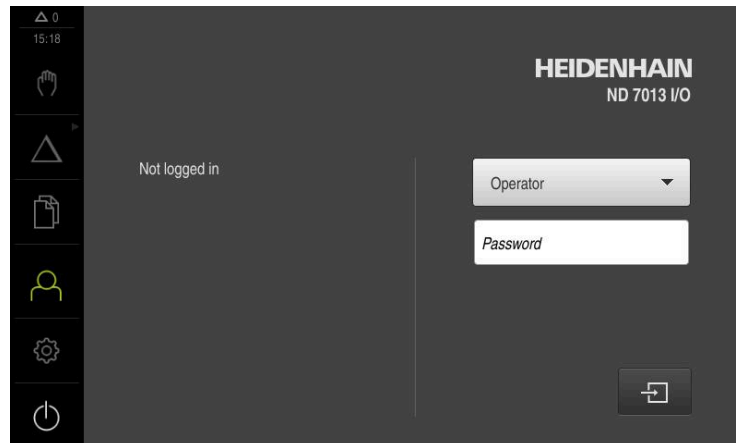 0
15:18
HEIDENHAIN
ND 7013 I/O
Not logged in
Operator
Password